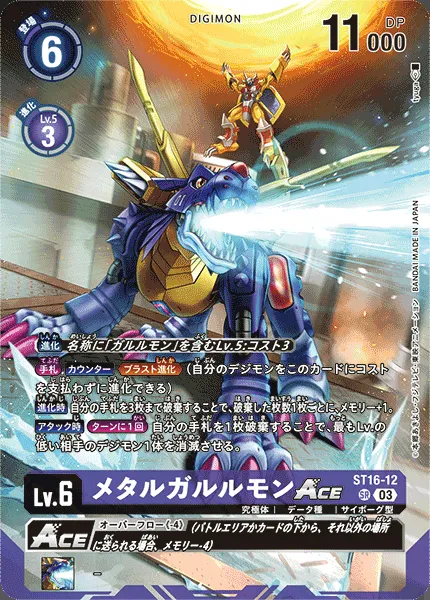 DIGIMON
登場
6
11000
DP
進化
Lv.5
3
BANDAI MADE IN JAPAN
進化 名称に「ガルルモン」を含むLv.5:コスト3
手札 カウンター ブラスト進化 (自分のデジモンをこのカードにコスト
を支払わずに進化できる)
進化時 自分の手札を3枚まで破棄することで、破棄した枚数1枚ごとに、メモリー+1。
アタック時 ターンに1回 自分の手札を1枚破棄することで、最もLv.の
低い相手のデジモン1体を消滅させる。
Lv.6
メタルガルルモンACE
ST16-12
SR 03
究極体 データ種 サイボーグ型
ACE
オーバーフロー《-4》 (バトルエリアかカードの下から、それ以外の場所
に送られる場合、メモリー-4)
-